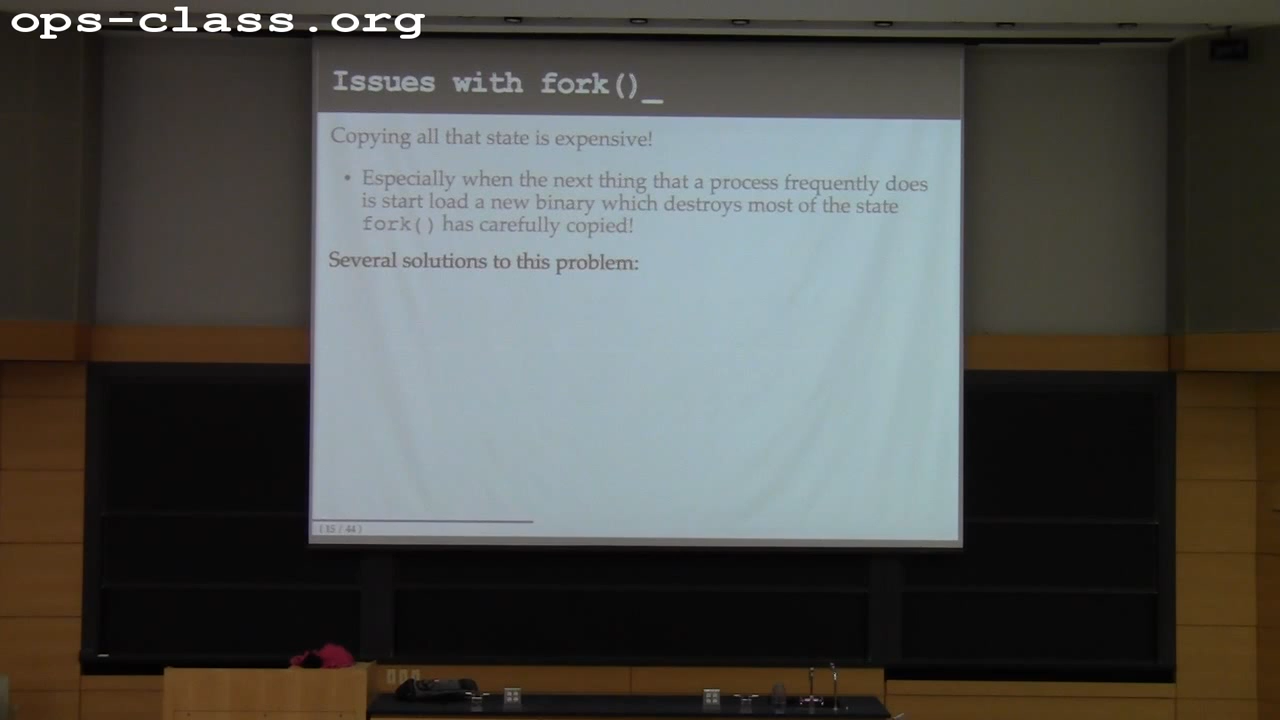 ops-class.org
Issues with fork()_
Copying all that state is expensive!
• Especially when the next thing that a process frequently does
is start load a new binary which destroys most of the state
fork() has carefully copied!
Several solutions to this problem:
( 15 / 44 )